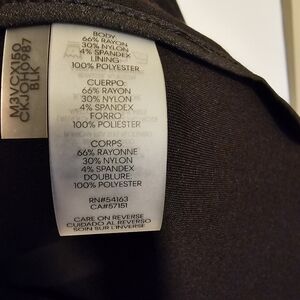 M3VCX150
CKJOH0987
BLK
BODY
66% RAYON
30% NYLON
4% SPANDEX
LINING:
100% POLYESTER
CUERPO:
66% RAYON
30% NYLON
4% SPANDEX
FORRO:
100% POLIESTER
CORPS
66% RAYONNE
30% NYLON
4% SPANDEX
DOUBLURE:
100% POLYESTER
RN#54163
CA#57151
CARE ON REVERSE
CUIDADO AL REVERSO
SOIN SUR L'INVERSE